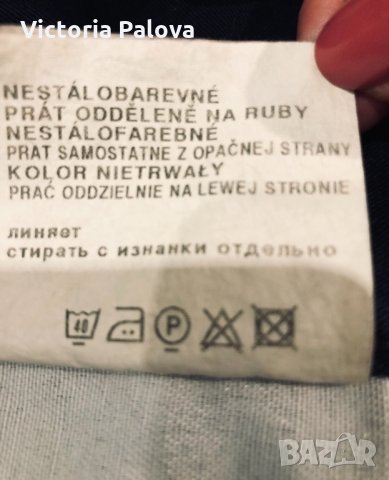 Victoria Palova
NESTÁLOBAREVNÉ
PRÁT ODDĚLENĚ NA RUBY
NESTÁLOFAREBNÉ
PRAT SAMOSTATNE Z OPAČNEJ STRANY
KOLOR NIETRWAŁY
PRAĆ ODDZIELNIE NA LEWEJ STRONIE
линяет
стирать с изнанки отдельно
40 P
BAZAR